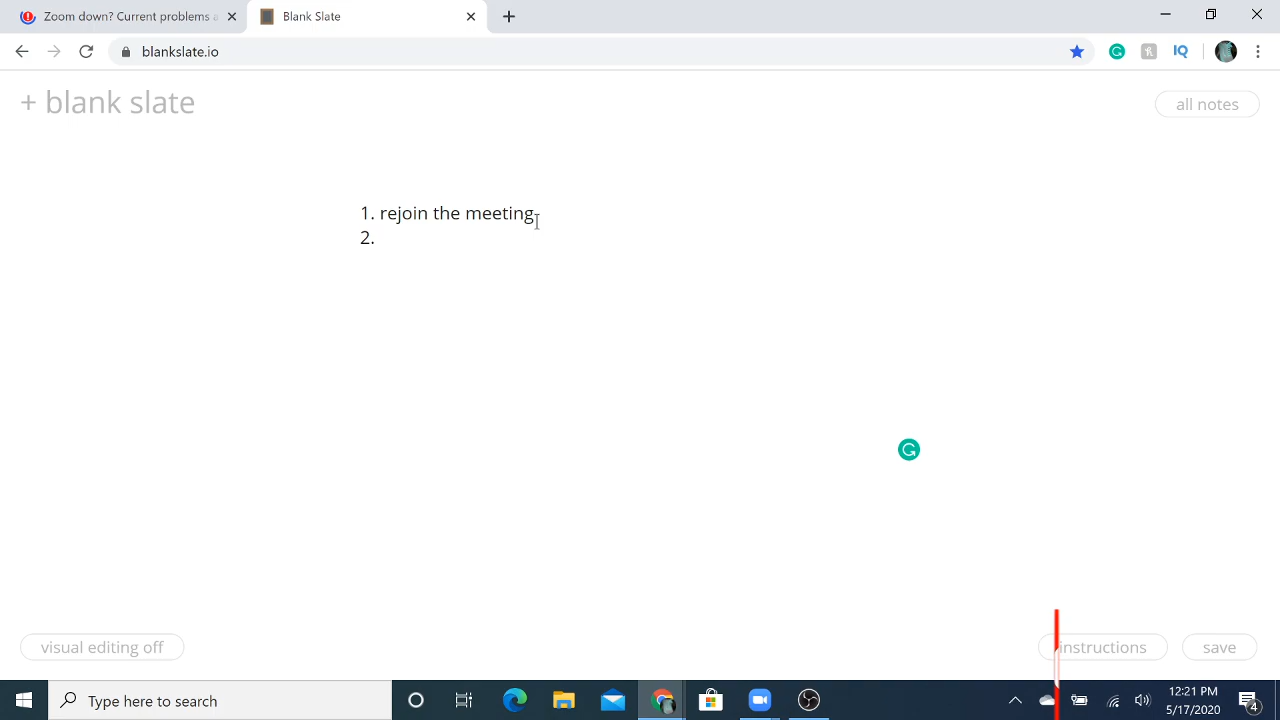 Zoom down? Current problems a
Blank Slate
blankslate.io
IQ
+ blank slate
all notes
1. rejoin the meeting
2.
visual editing off
instructions
save
Type here to search
12:21 PM
5/17/2020
4